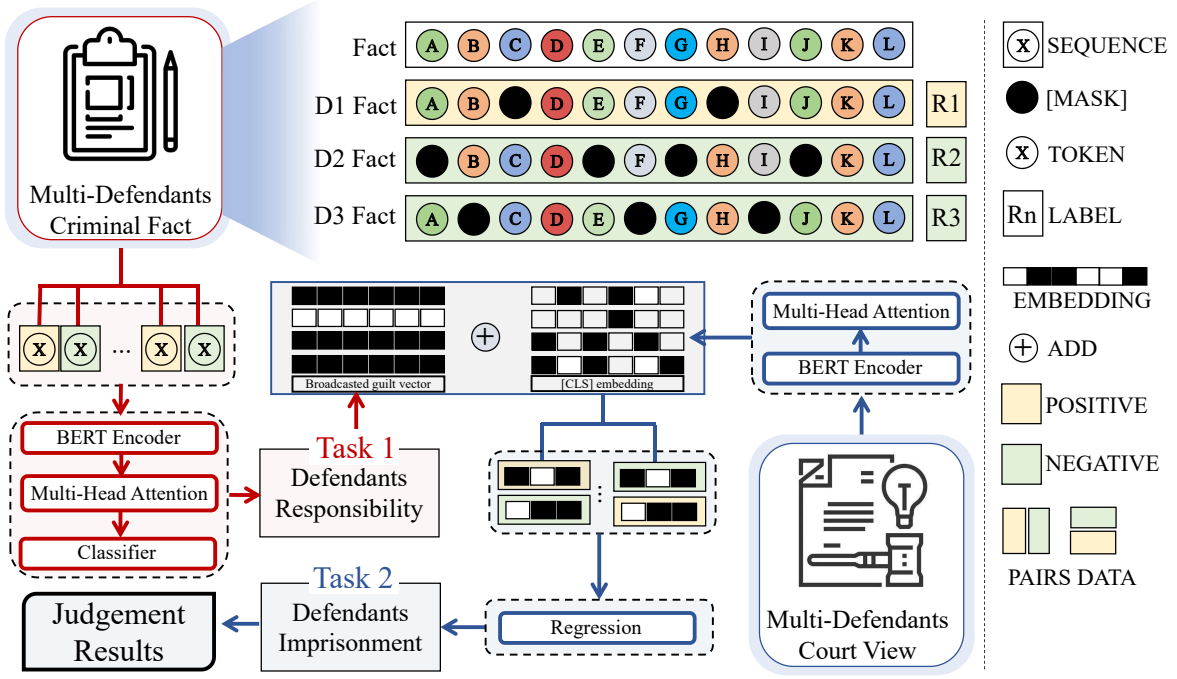 Fact
A B C D E F G H I J K L
D1 Fact
A B D E F G I J K L
R1
D2 Fact
B C D F H I K L
R2
D3 Fact
A C D E G H J K L
R3
Multi-Defendants
Criminal Fact
X X ... X X
BERT Encoder
Multi-Head Attention
Classifier
Task 1
Defendants
Responsibility
Broadcasted guilt vector
+
[CLS] embedding
Multi-Head Attention
BERT Encoder
Multi-Defendants
Court View
Regression
Task 2
Defendants
Imprisonment
Judgement
Results
X SEQUENCE
[MASK]
X TOKEN
Rn LABEL
EMBEDDING
+ ADD
POSITIVE
NEGATIVE
PAIRS DATA